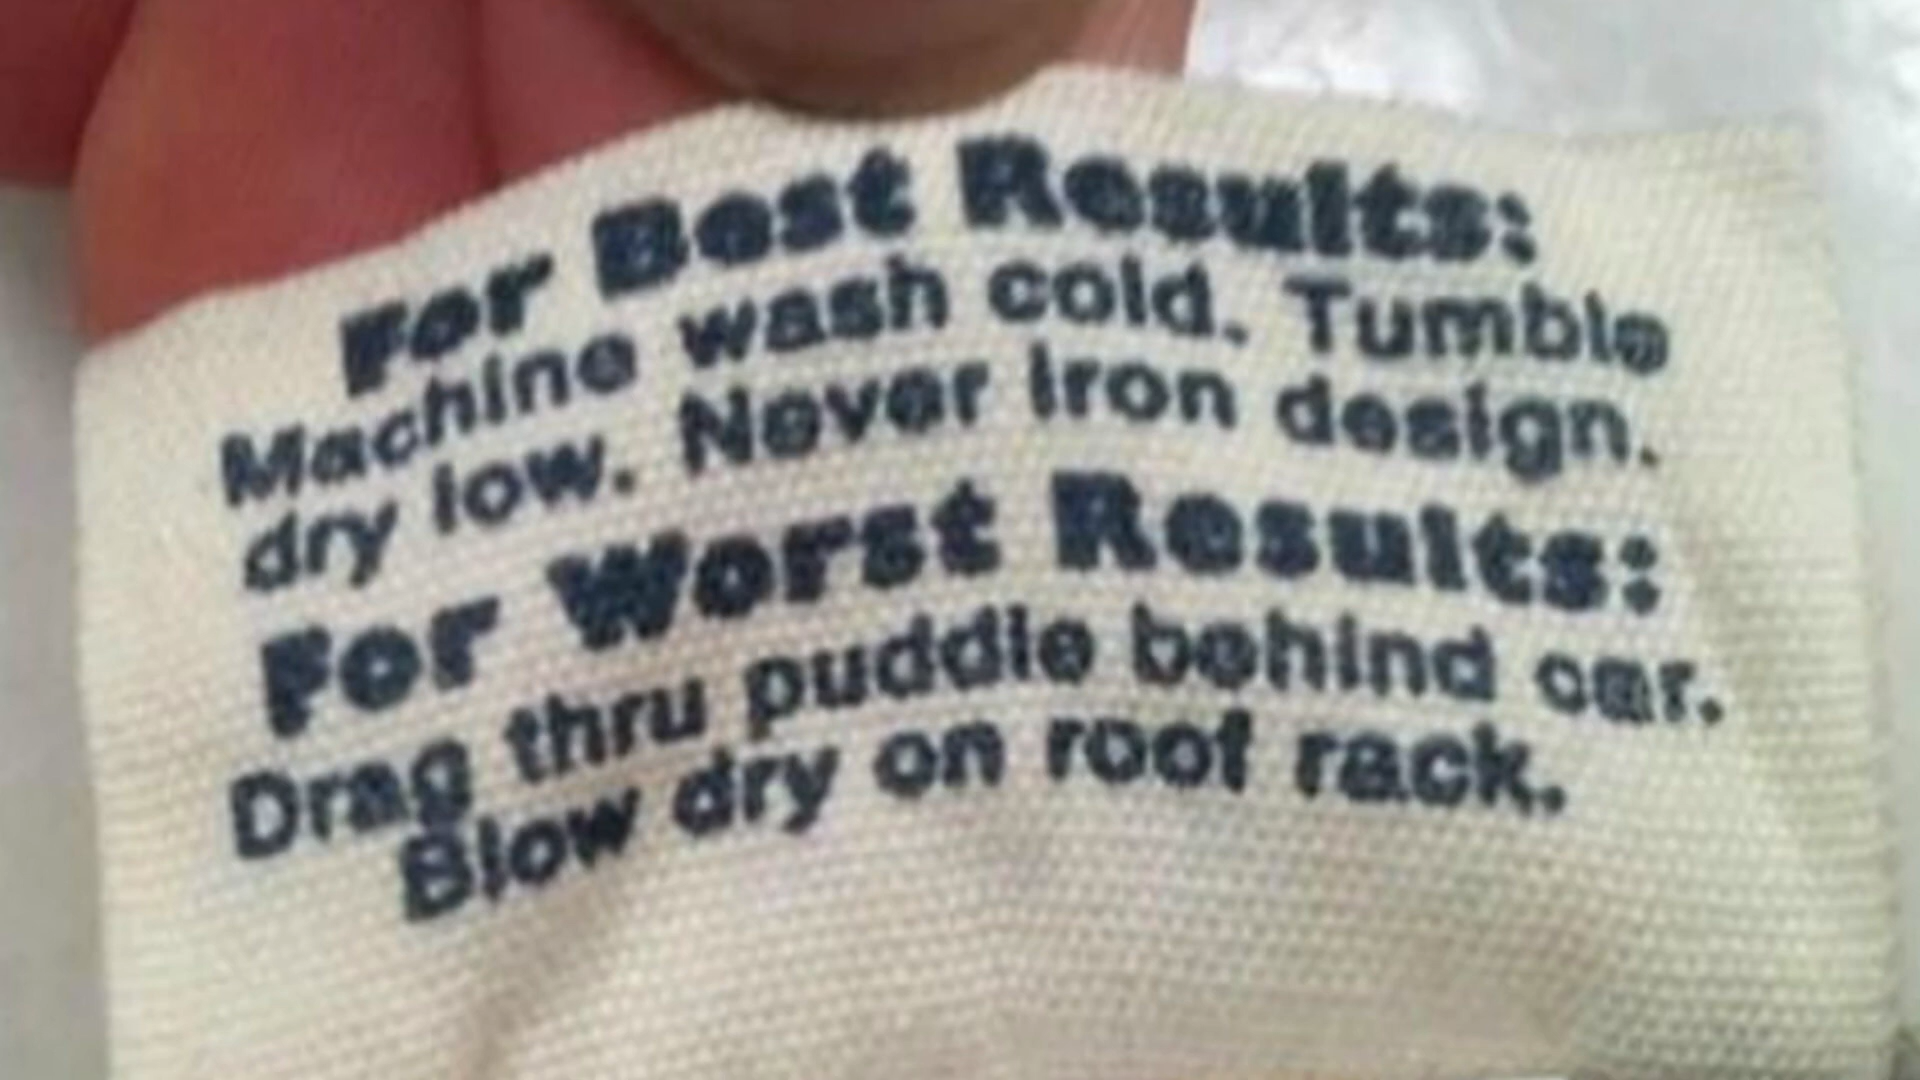 For Best Results:
Machine wash cold. Tumble
dry low. Never iron design.
For Worst Results:
Drag thru puddle behind car.
Blow dry on roof rack.